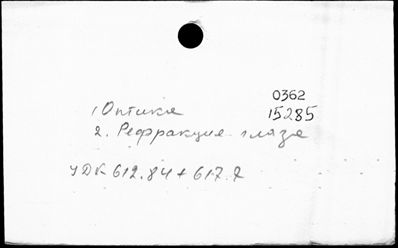 0362
1 Оптика 15285
2. Рефракция глаза
УДК 612.84 + 617.7